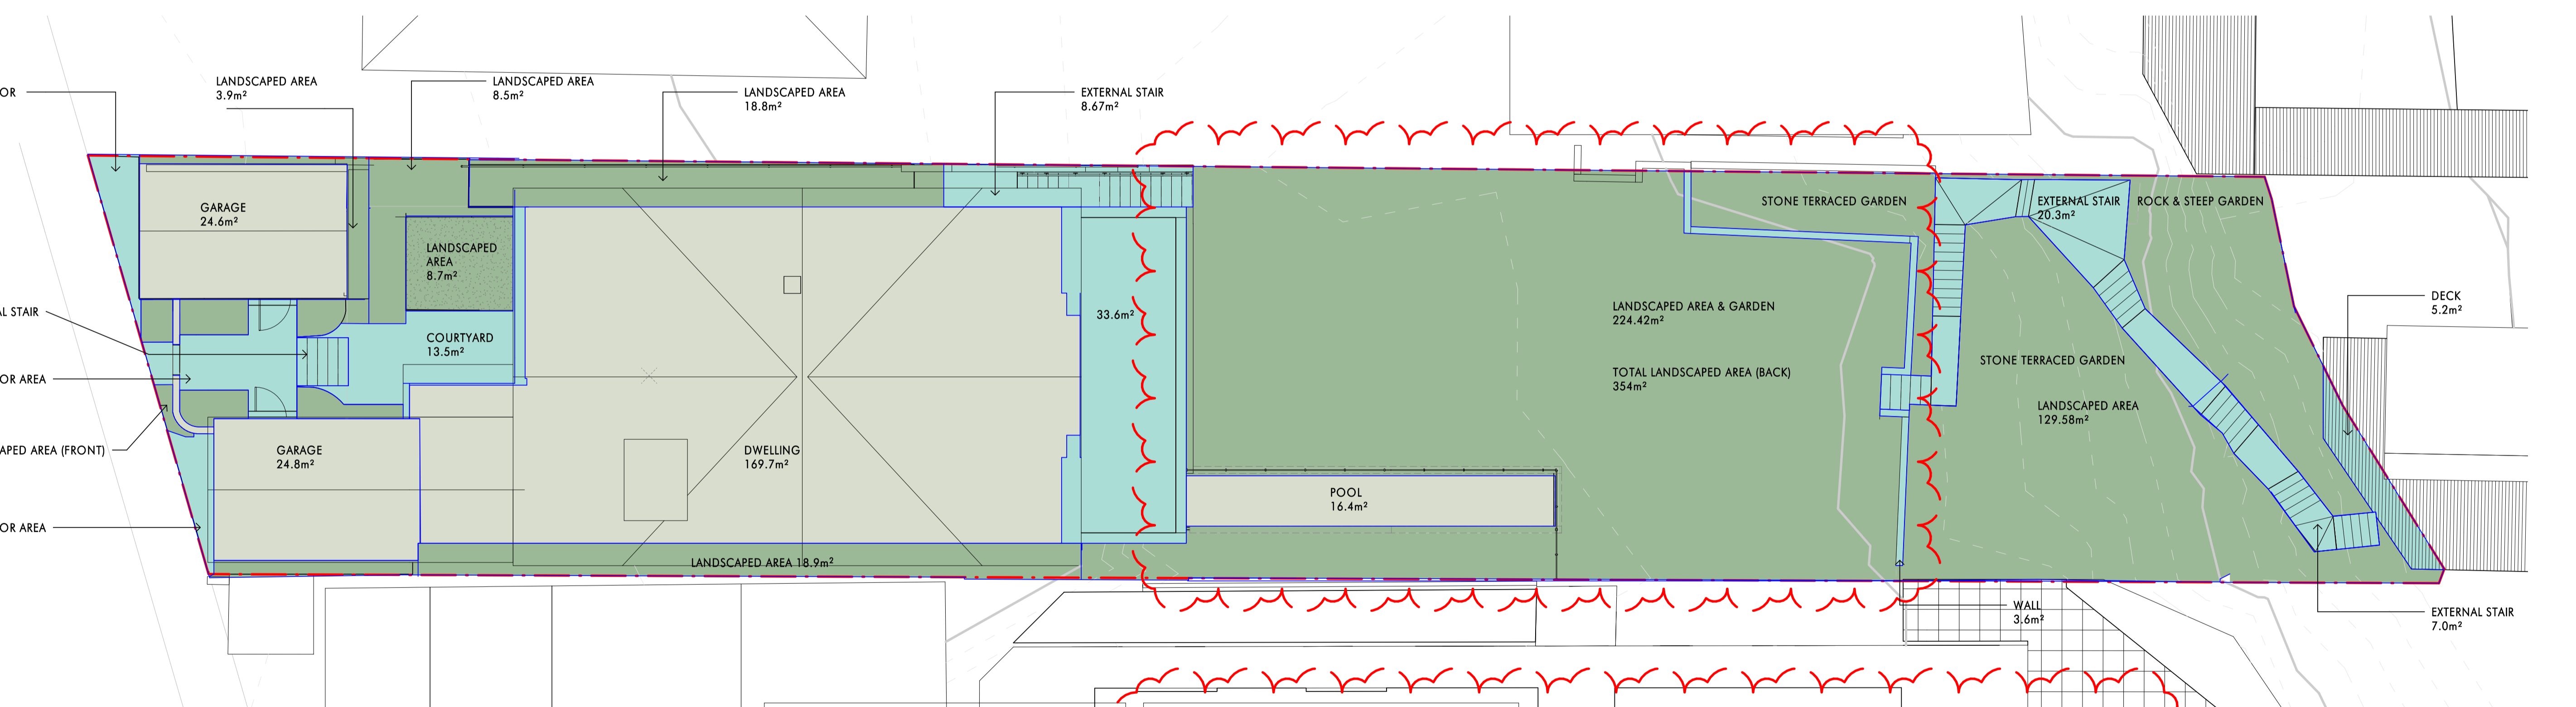 OR
LANDSCAPED AREA
3.9m²
LANDSCAPED AREA
8.5m²
LANDSCAPED AREA
18.8m²
EXTERNAL STAIR
8.67m²
GARAGE
24.6m²
LANDSCAPED
AREA
8.7m²
AL STAIR
COURTYARD
13.5m²
OR AREA
APED AREA (FRONT)
GARAGE
24.8m²
OR AREA
DWELLING
169.7m²
LANDSCAPED AREA 18.9m²
33.6m²
POOL
16.4m²
LANDSCAPED AREA & GARDEN
224.42m²
TOTAL LANDSCAPED AREA (BACK)
354m²
STONE TERRACED GARDEN
EXTERNAL STAIR
20.3m²
ROCK & STEEP GARDEN
STONE TERRACED GARDEN
LANDSCAPED AREA
129.58m²
DECK
5.2m²
WALL
3.6m²
EXTERNAL STAIR
7.0m²